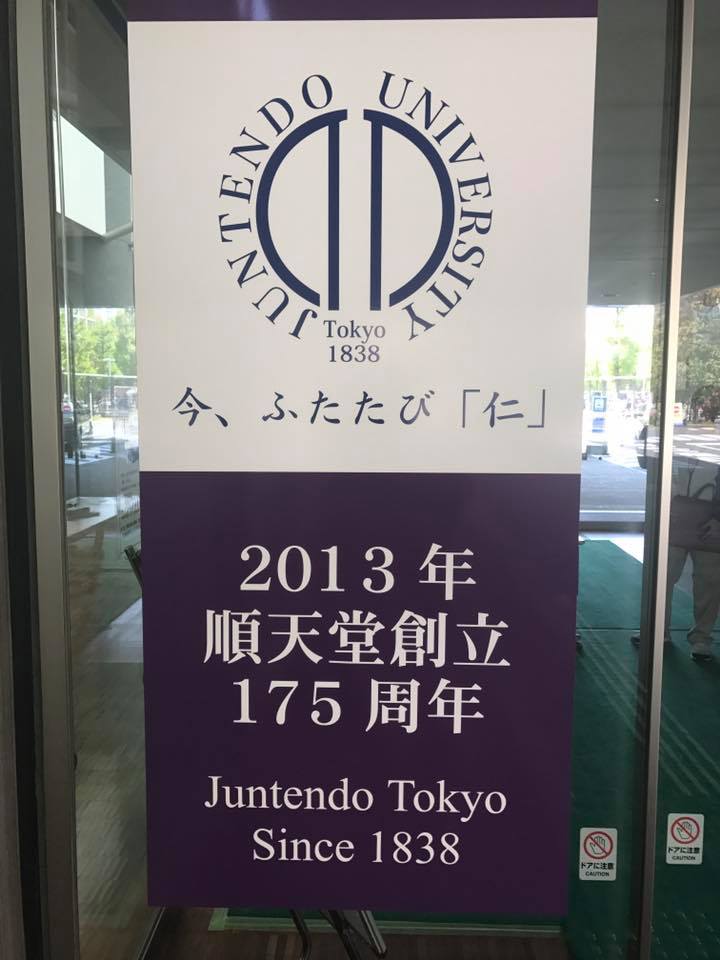 JUNTENDO UNIVERSITY
Tokyo
1838
今、ふたたび「仁」
2013年
順天堂創立
175周年
Juntendo Tokyo
Since 1838
ドアに注意
CAUTION
ドアに注意
CAUTION